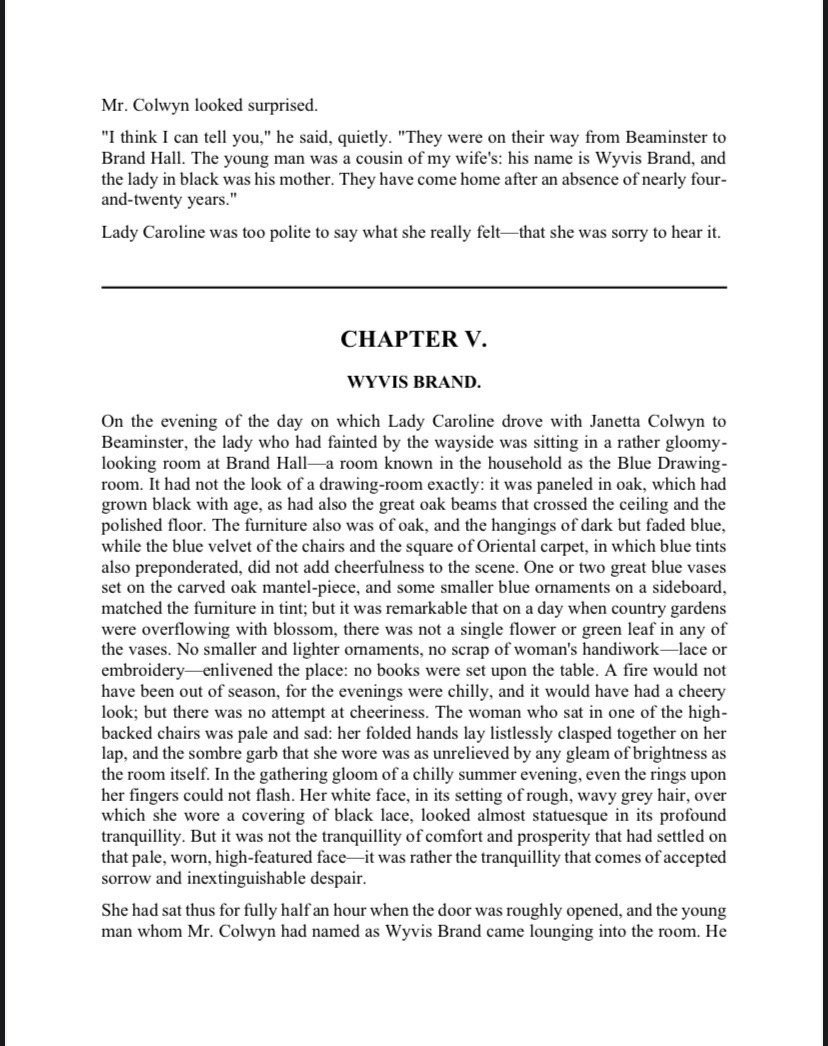 Mr. Colwyn looked surprised.
"I think I can tell you," he said, quietly. "They were on their way from Beaminster to
Brand Hall. The young man was a cousin of my wife's: his name is Wyvis Brand, and
the lady in black was his mother. They have come home after an absence of nearly four-
and-twenty years."
Lady Caroline was too polite to say what she really felt—that she was sorry to hear it.
CHAPTER V.
WYVIS BRAND.
On the evening of the day on which Lady Caroline drove with Janetta Colwyn to
Beaminster, the lady who had fainted by the wayside was sitting in a rather gloomy-
looking room at Brand Hall—a room known in the household as the Blue Drawing-
room. It had not the look of a drawing-room exactly: it was paneled in oak, which had
grown black with age, as had also the great oak beams that crossed the ceiling and the
polished floor. The furniture also was of oak, and the hangings of dark but faded blue,
while the blue velvet of the chairs and the square of Oriental carpet, in which blue tints
also preponderated, did not add cheerfulness to the scene. One or two great blue vases
set on the carved oak mantel-piece, and some smaller blue ornaments on a sideboard,
matched the furniture in tint; but it was remarkable that on a day when country gardens
were overflowing with blossom, there was not a single flower or green leaf in any of
the vases. No smaller and lighter ornaments, no scrap of woman's handiwork—lace or
embroidery—enlivened the place: no books were set upon the table. A fire would not
have been out of season, for the evenings were chilly, and it would have had a cheery
look; but there was no attempt at cheeriness. The woman who sat in one of the high-
backed chairs was pale and sad: her folded hands lay listlessly clasped together on her
lap, and the sombre garb that she wore was as unrelieved by any gleam of brightness as
the room itself. In the gathering gloom of a chilly summer evening, even the rings upon
her fingers could not flash. Her white face, in its setting of rough, wavy grey hair, over
which she wore a covering of black lace, looked almost statuesque in its profound
tranquillity. But it was not the tranquillity of comfort and prosperity that had settled on
that pale, worn, high-featured face—it was rather the tranquillity that comes of accepted
sorrow and inextinguishable despair.
She had sat thus for fully half an hour when the door was roughly opened, and the young
man whom Mr. Colwyn had named as Wyvis Brand came lounging into the room. He